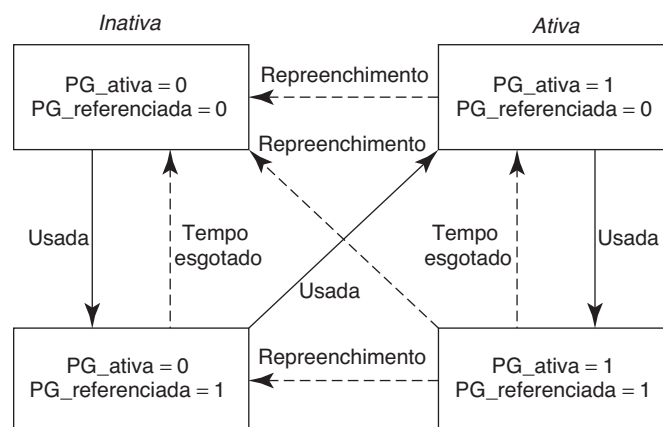 Inativa
Ativa
PG_ativa = 0
PG_referenciada = 0
Repreenchimento
PG_ativa = 1
PG_referenciada = 0
Repreenchimento
Usada
Tempo
esgotado
Usada
Tempo
esgotado
Usada
PG_ativa = 0
PG_referenciada = 1
Repreenchimento
PG_ativa = 1
PG_referenciada = 1